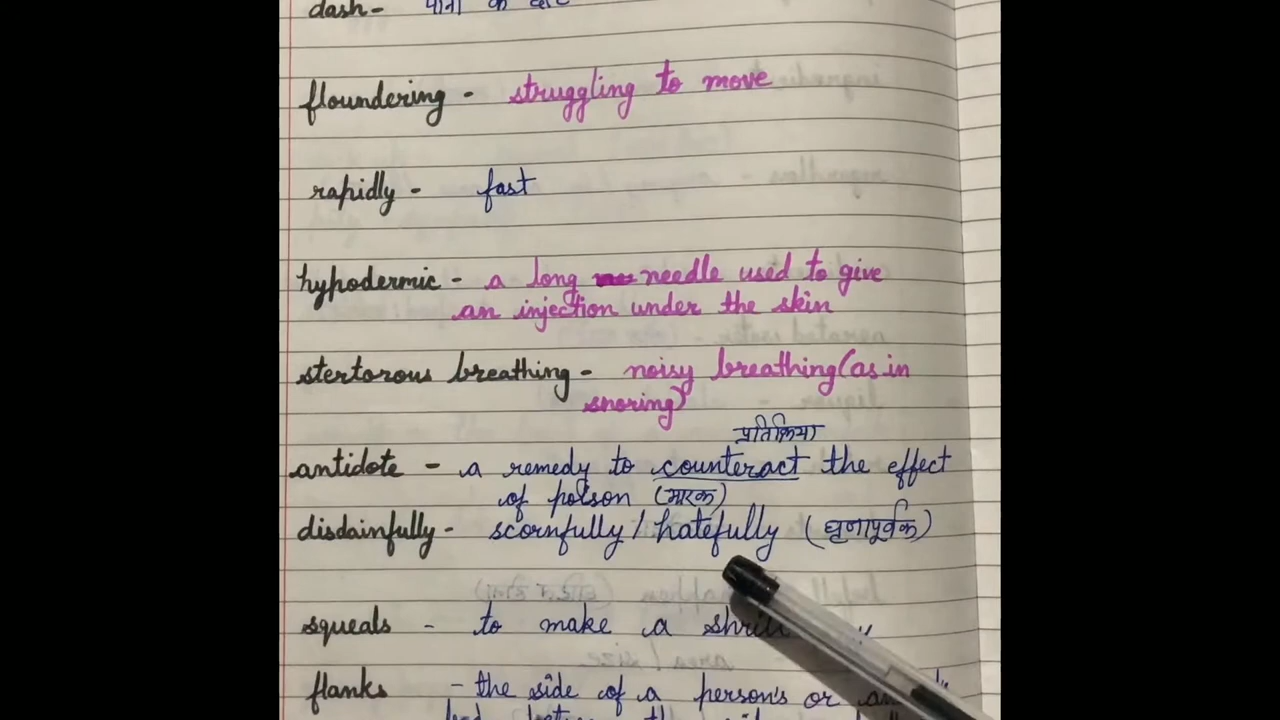 dash-
floundering - struggling to move
rapidly - fast
hypodermic - a long needle used to give
an injection under the skin
stertorous breathing - noisy breathing (as in
snoring)
प्रतिक्रिया
antidote - a remedy to counteract the effect
of poison (मारक)
disdainfully - scornfully / hatefully (घृणापूर्वक)
squeals - to make a shrill
flanks - the side of a person's or